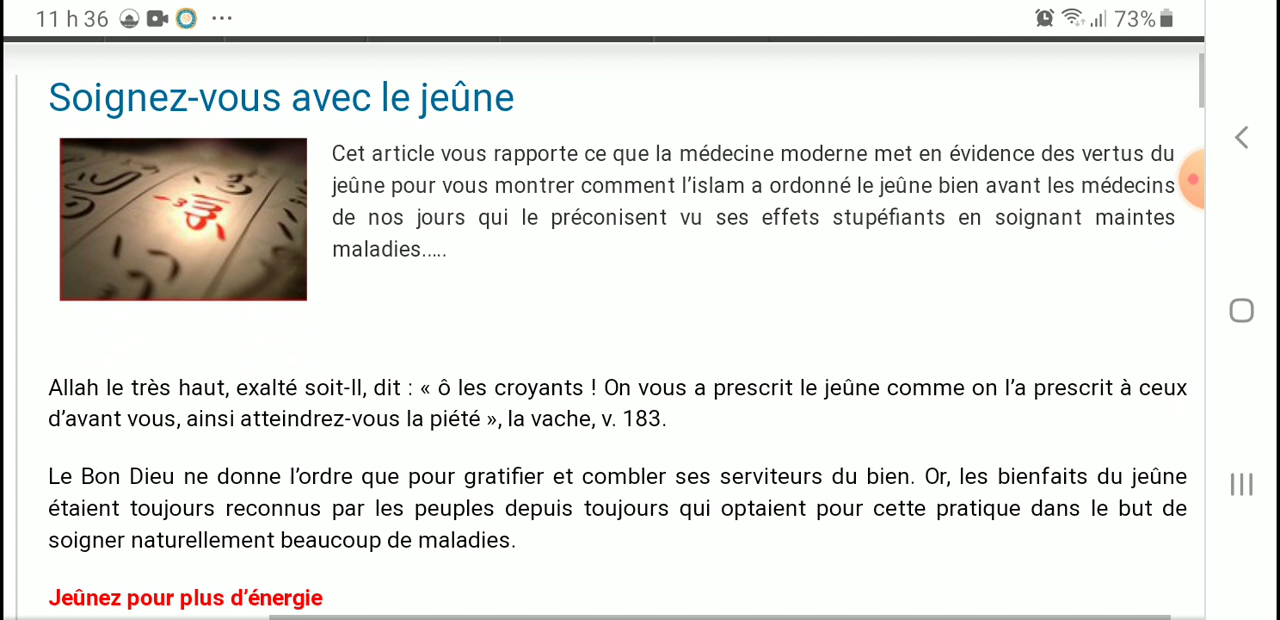 11 h 36
73%
Soignez-vous avec le jeûne
Cet article vous rapporte ce que la médecine moderne met en évidence des vertus du
jeûne pour vous montrer comment l’islam a ordonné le jeûne bien avant les médecins
de nos jours qui le préconisent vu ses effets stupéfiants en soignant maintes
maladies.....
Allah le très haut, exalté soit-Il, dit : « ô les croyants ! On vous a prescrit le jeûne comme on l’a prescrit à ceux
d’avant vous, ainsi atteindrez-vous la piété », la vache, v. 183.
Le Bon Dieu ne donne l’ordre que pour gratifier et combler ses serviteurs du bien. Or, les bienfaits du jeûne
étaient toujours reconnus par les peuples depuis toujours qui optaient pour cette pratique dans le but de
soigner naturellement beaucoup de maladies.
Jeûnez pour plus d’énergie